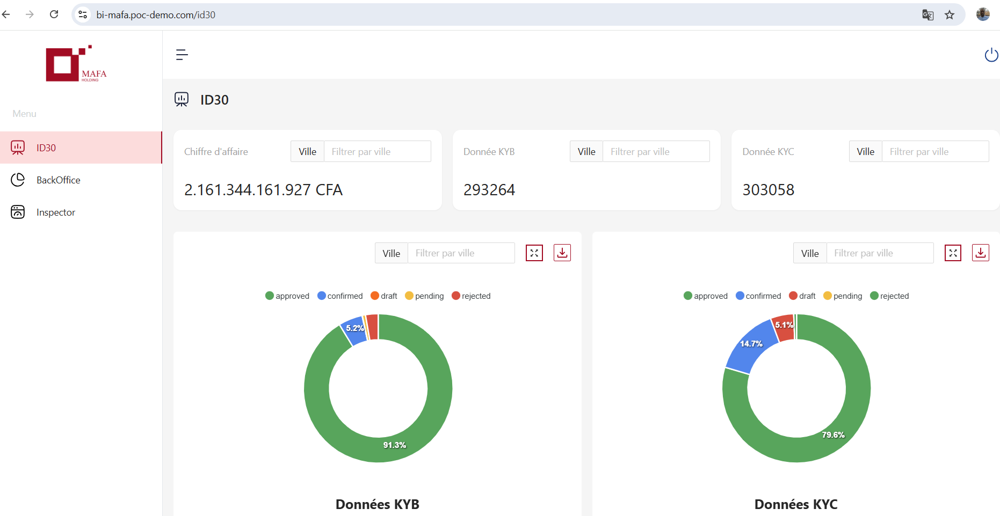 bi-mafa.poc-demo.com/id30
MAFA
HOLDING
Menu
ID30
BackOffice
Inspector
ID30
Chiffre d'affaire
Ville
Filtrer par ville
2.161.344.161.927 CFA
Donnée KYB
Ville
Filtrer par ville
293264
Donnée KYC
Ville
Filtrer par ville
303058
Ville
Filtrer par ville
approved
confirmed
draft
pending
rejected
5.2%
91.3%
Données KYB
Ville
Filtrer par ville
approved
confirmed
draft
pending
rejected
5.1%
14.7%
79.6%
Données KYC